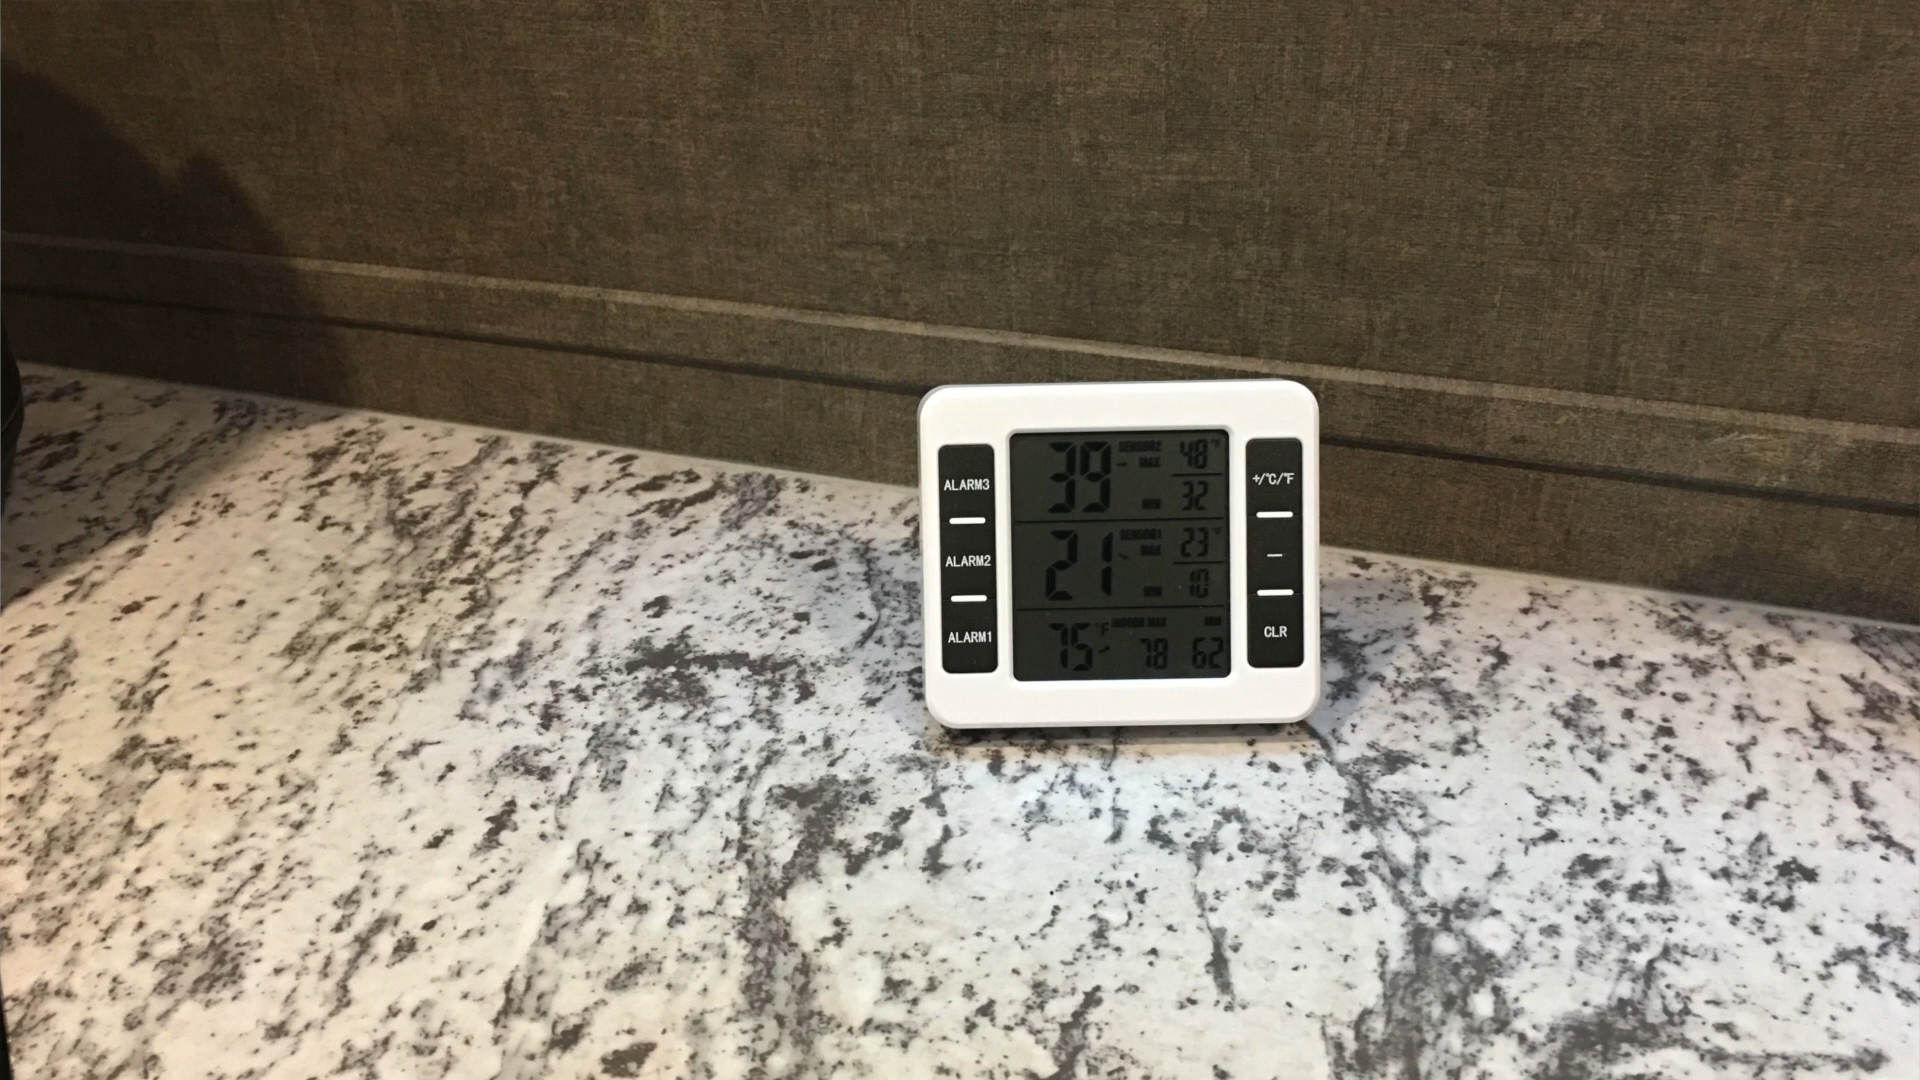 ALARM3
ALARM2
ALARM1
39 SENSOR2 MAX 48 °F
MIN 32
21 SENSOR1 MAX 23 °F
MIN 10
75 °F INDOOR MAX 78 MIN 62
+/°C/°F
—
CLR